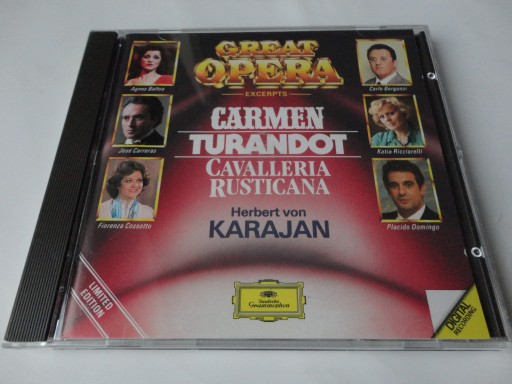 GREAT
OPERA
EXCERPTS
Agnes Baltsa
Carlo Bergonzi
CARMEN
TURANDOT
José Carreras
Katia Ricciarelli
CAVALLERIA
RUSTICANA
Fiorenza Cossotto
Placido Domingo
Herbert von
KARAJAN
LIMITED
EDITION
Deutsche
Grammophon
DIGITAL
RECORDING